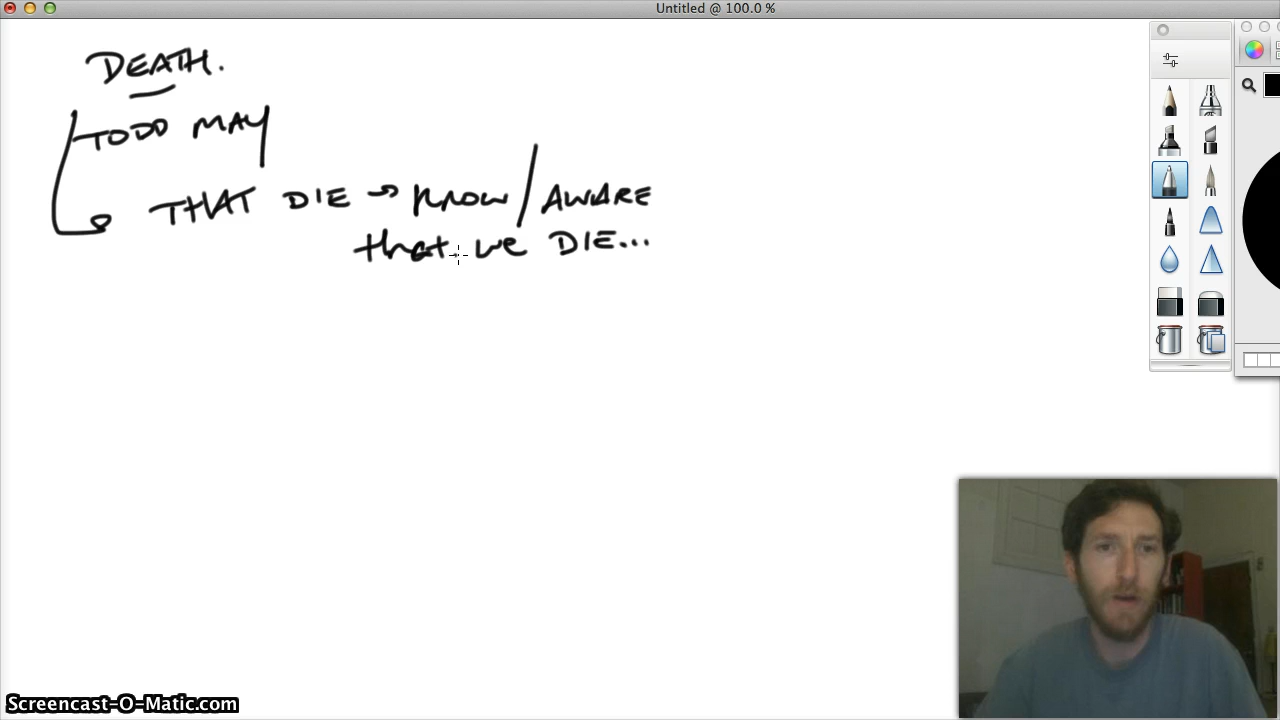 Untitled @ 100.0 %
DEATH.
TODD MAY
THAT DIE → KNOW/AWARE
that we DIE...
Screencast-O-Matic.com